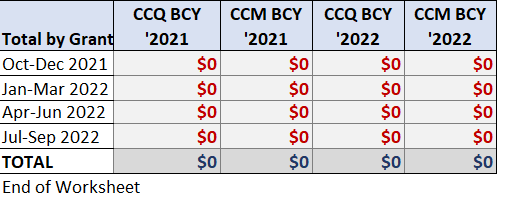 CCQ BCY CCM BCY CCQ BCY CCM BCY
Total by Grant '2021 '2021 '2022 '2022
Oct-Dec 2021 $0 $0 $0 $0
Jan-Mar 2022 $0 $0 $0 $0
Apr-Jun 2022 $0 $0 $0 $0
Jul-Sep 2022 $0 $0 $0 $0
TOTAL $0 $0 $0 $0
End of Worksheet